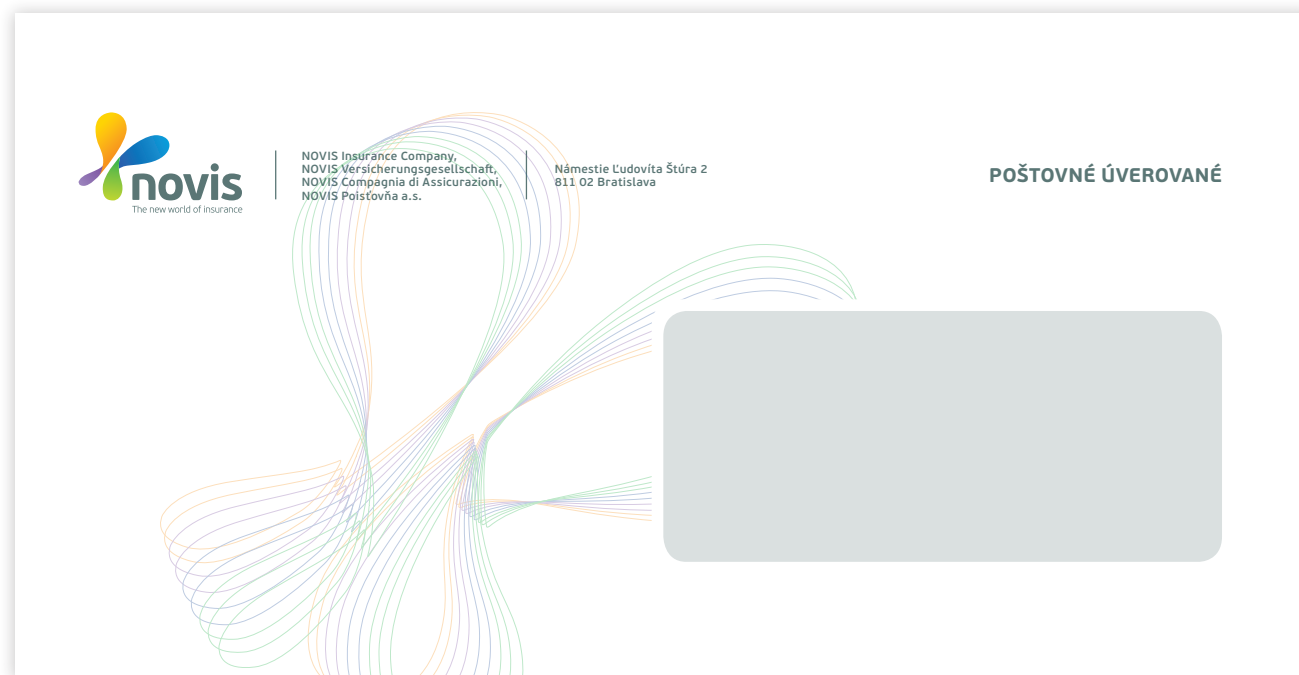 novis
The new world of insurance
NOVIS Insurance Company,
NOVIS Versicherungsgesellschaft,
NOVIS Compagnia di Assicurazioni,
NOVIS Poisťovňa a.s.
Námestie Ľudovíta Štúra 2
811 02 Bratislava
POŠTOVNÉ ÚVEROVANÉ